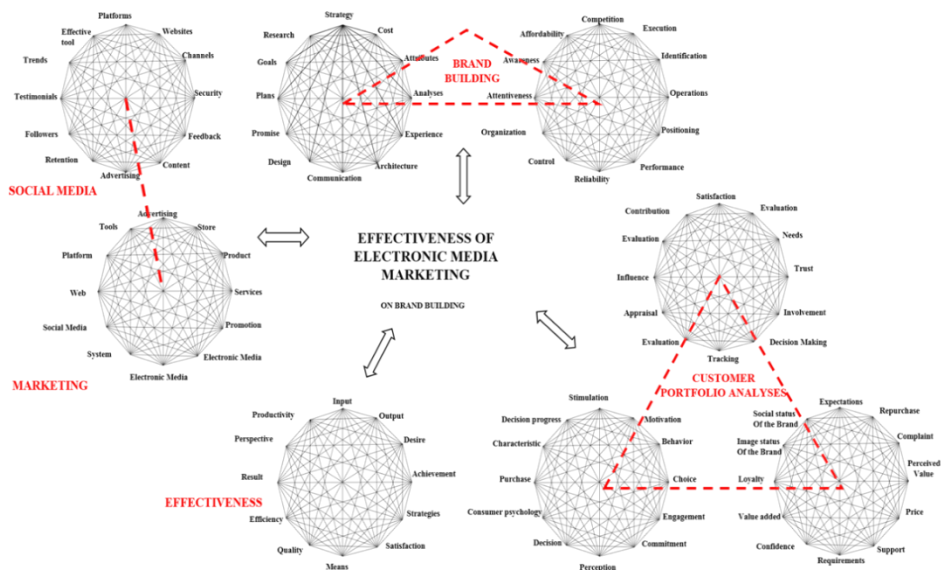 Platforms
Effective
tool
Websites
Trends
Channels
Testimonials
Security
Followers
Feedback
Retention
Content
Advertising
SOCIAL MEDIA
Strategy
Research
Cost
Goals
Attributes
Plans
Analyses
Promise
Experience
Design
Architecture
Communication
BRAND
BUILDING
Competition
Affordability
Execution
Awareness
Identification
Attentiveness
Operations
Organization
Positioning
Control
Performance
Reliability
Advertising
Tools
Store
Platform
Product
Web
Services
Social Media
Promotion
System
Electronic Media
Electronic Media
MARKETING
EFFECTIVENESS OF
ELECTRONIC MEDIA
MARKETING
ON BRAND BUILDING
Satisfaction
Contribution
Evaluation
Evaluation
Needs
Influence
Trust
Appraisal
Involvement
Evaluation
Decision Making
Tracking
CUSTOMER
PORTFOLIO ANALYSES
Input
Productivity
Output
Perspective
Desire
Result
Achievement
Efficiency
Strategies
Quality
Satisfaction
Means
EFFECTIVENESS
Stimulation
Decision progress
Motivation
Characteristic
Behavior
Purchase
Choice
Consumer psychology
Engagement
Decision
Commitment
Perception
Expectations
Social status
Of the Brand
Repurchase
Image status
Of the Brand
Complaint
Loyalty
Perceived
Value
Value added
Price
Confidence
Support
Requirements